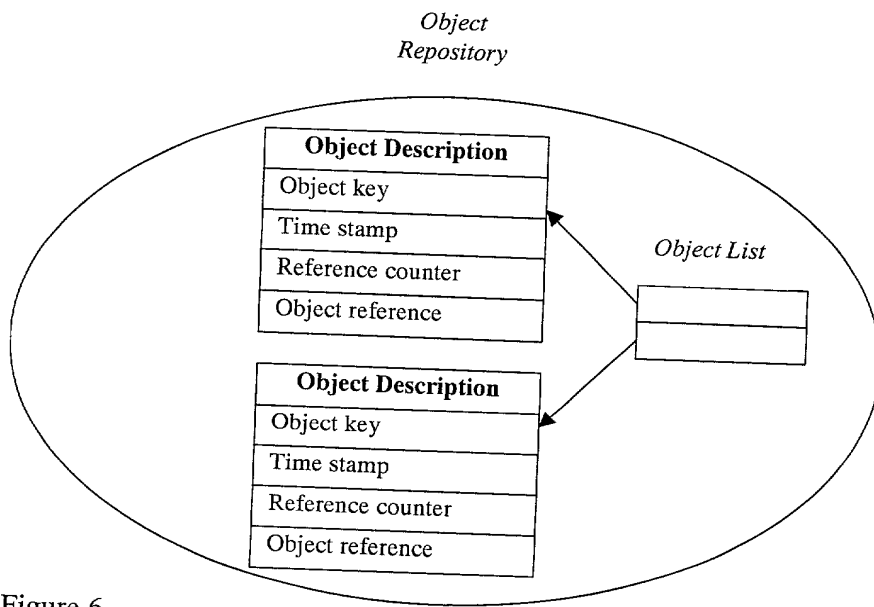 Object
Repository
Object Description
Object key
Time stamp
Reference counter
Object reference
Object List
Object Description
Object key
Time stamp
Reference counter
Object reference
Figure 6